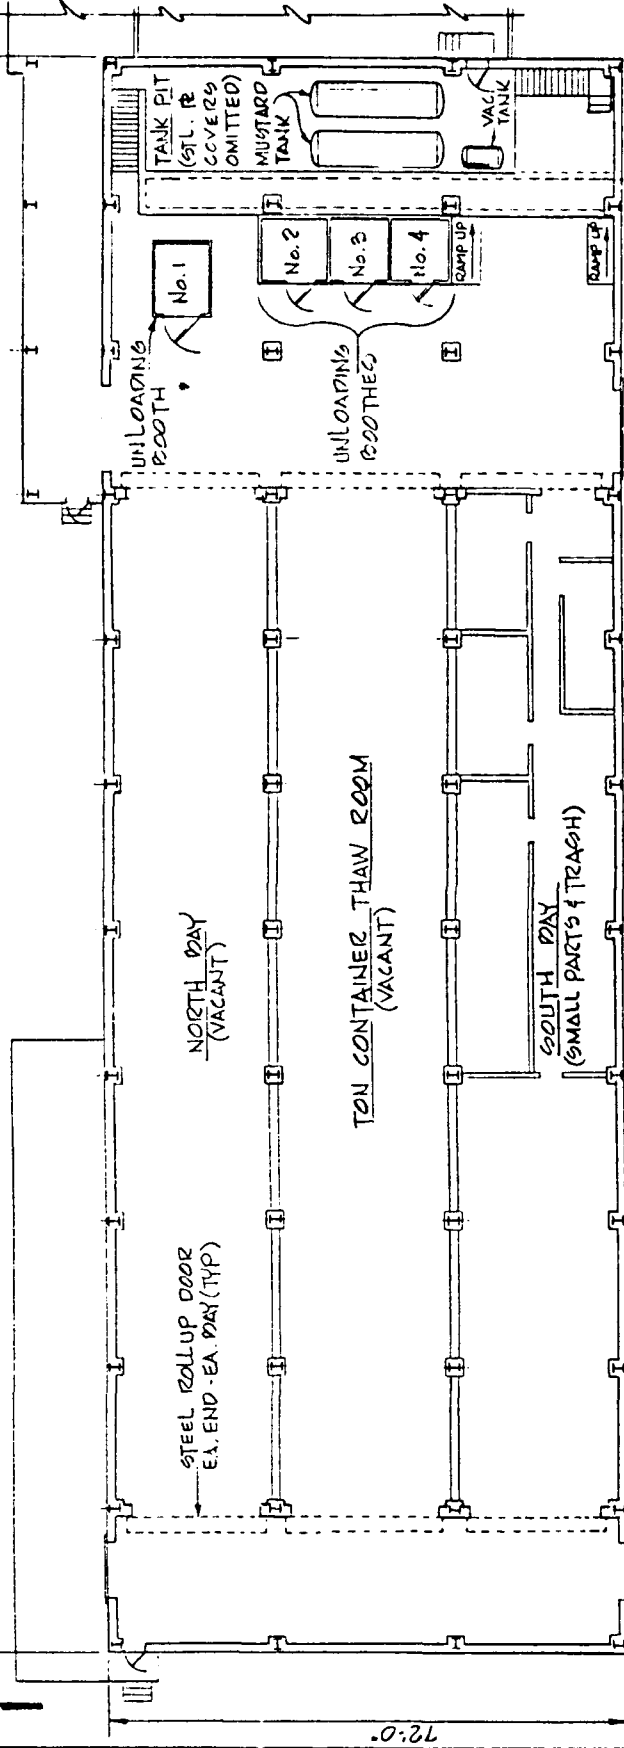 TANK PIT
(STL. PL
COVERS
OMITTED)
MUSTARD
TANK
VAC.
TANK
No. 1
No. 2
No. 3
No. 4
RAMP UP
RAMP UP
UNLOADING
BOOTH
UNLOADING
BOOTHES
NORTH BAY
(VACANT)
TON CONTAINER THAW ROOM
(VACANT)
SOUTH BAY
(SMALL PARTS & TRASH)
STEEL ROLLUP DOOR
EA. END - EA. BAY (TYP)
72'-0"